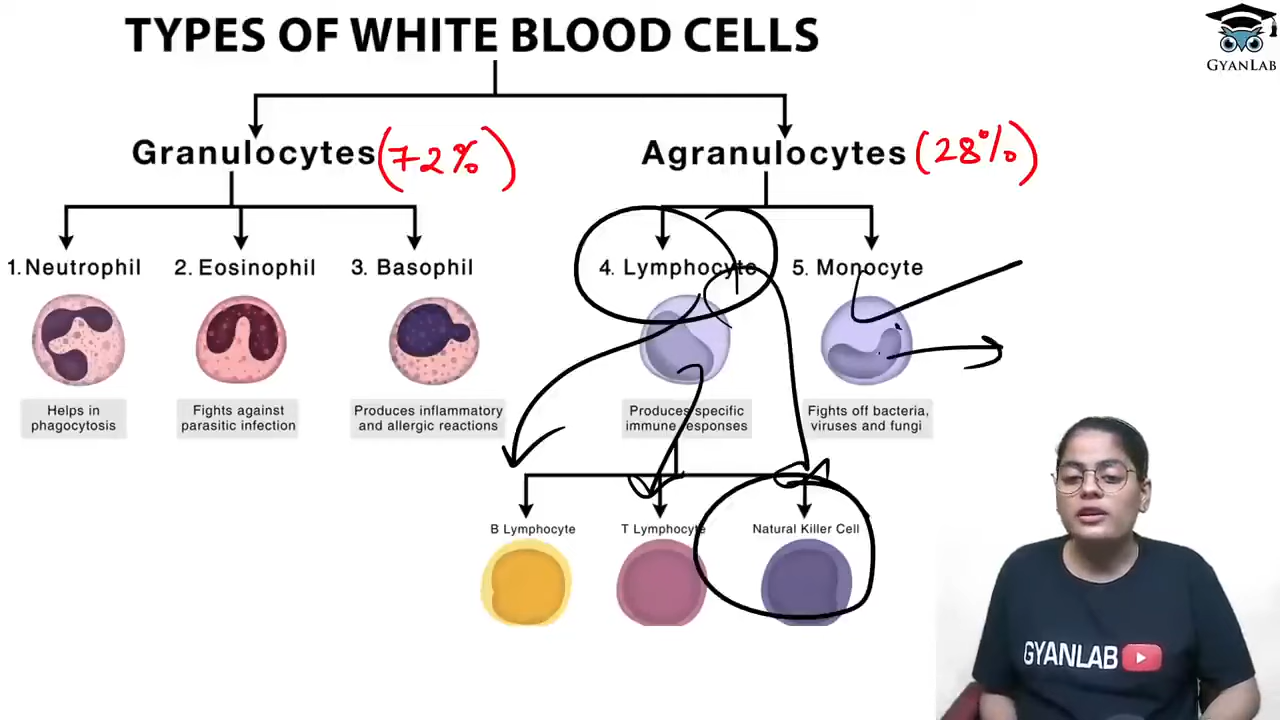 TYPES OF WHITE BLOOD CELLS
GYANLAB
Granulocytes (72%)
Agranulocytes (28%)
1. Neutrophil
2. Eosinophil
3. Basophil
4. Lymphocyte
5. Monocyte
Helps in
phagocytosis
Fights against
parasitic infection
Produces inflammatory
and allergic reactions
Produces specific
immune responses
Fights off bacteria,
viruses and fungi
B Lymphocyte
T Lymphocyte
Natural Killer Cell
GYANLAB